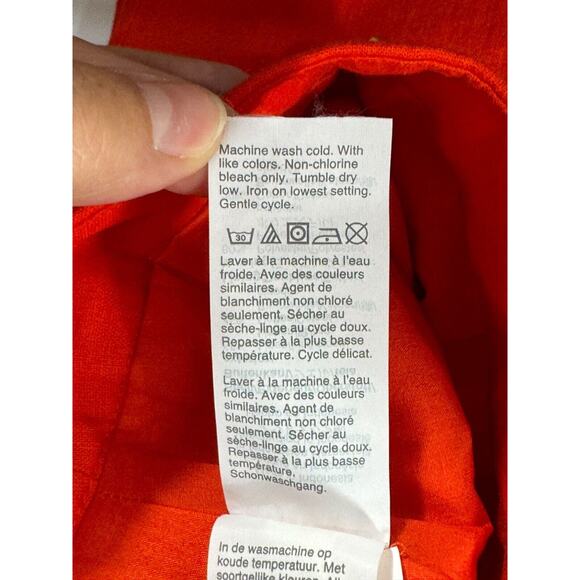 Machine wash cold. With
like colors. Non-chlorine
bleach only. Tumble dry
low. Iron on lowest setting.
Gentle cycle.
30
Laver à la machine à l'eau
froide. Avec des couleurs
similaires. Agent de
blanchiment non chloré
seulement. Sécher au
sèche-linge au cycle doux.
Repasser à la plus basse
température. Cycle délicat.
Laver à la machine à l'eau
froide. Avec des couleurs
similaires. Agent de
blanchiment non chloré
seulement. Sécher au
sèche-linge au cycle doux.
Repasser à la plus basse
température.
Schonwaschgang.
In de wasmachine op
koude temperatuur. Met
soortgelijke kleuren.